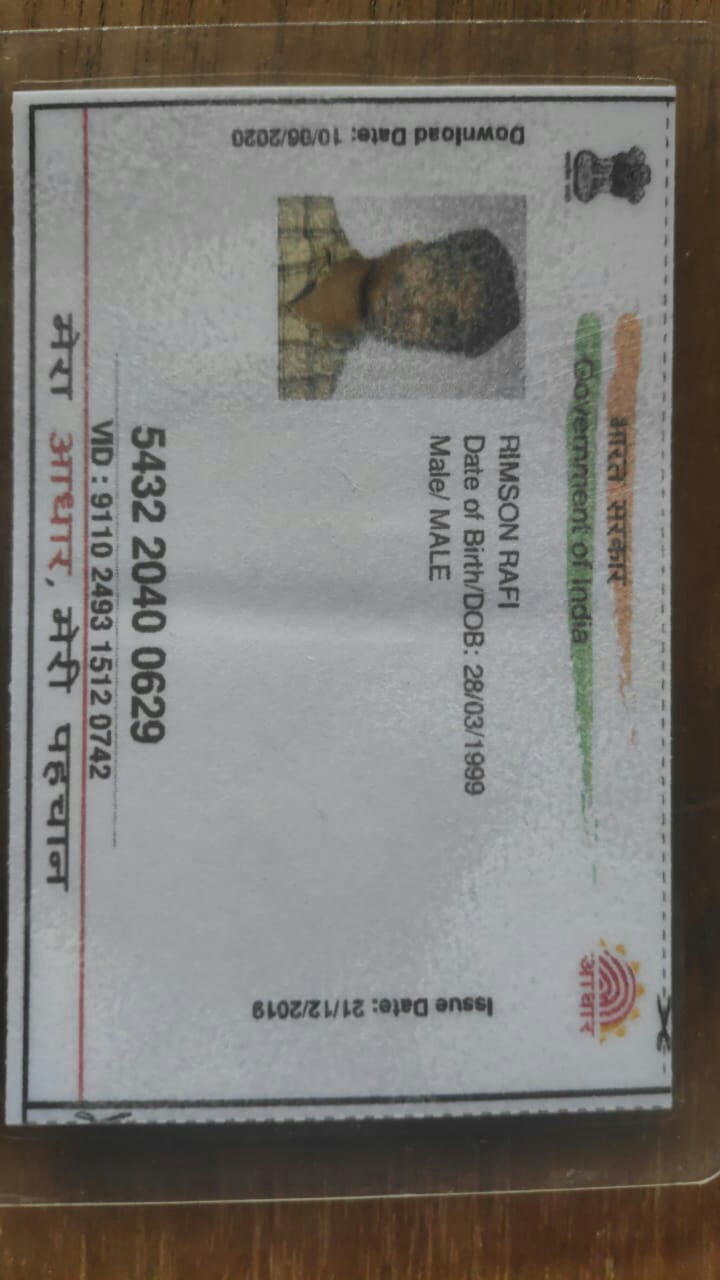 भारत सरकार
Government of India
Download Date: 10/06/2020
RIMSON RAFI
Date of Birth/DOB: 28/03/1999
Male/ MALE
Issue Date: 21/12/2019
5432 2040 0629
VID : 9110 2493 1512 0742
मेरा आधार, मेरी पहचान
आधार